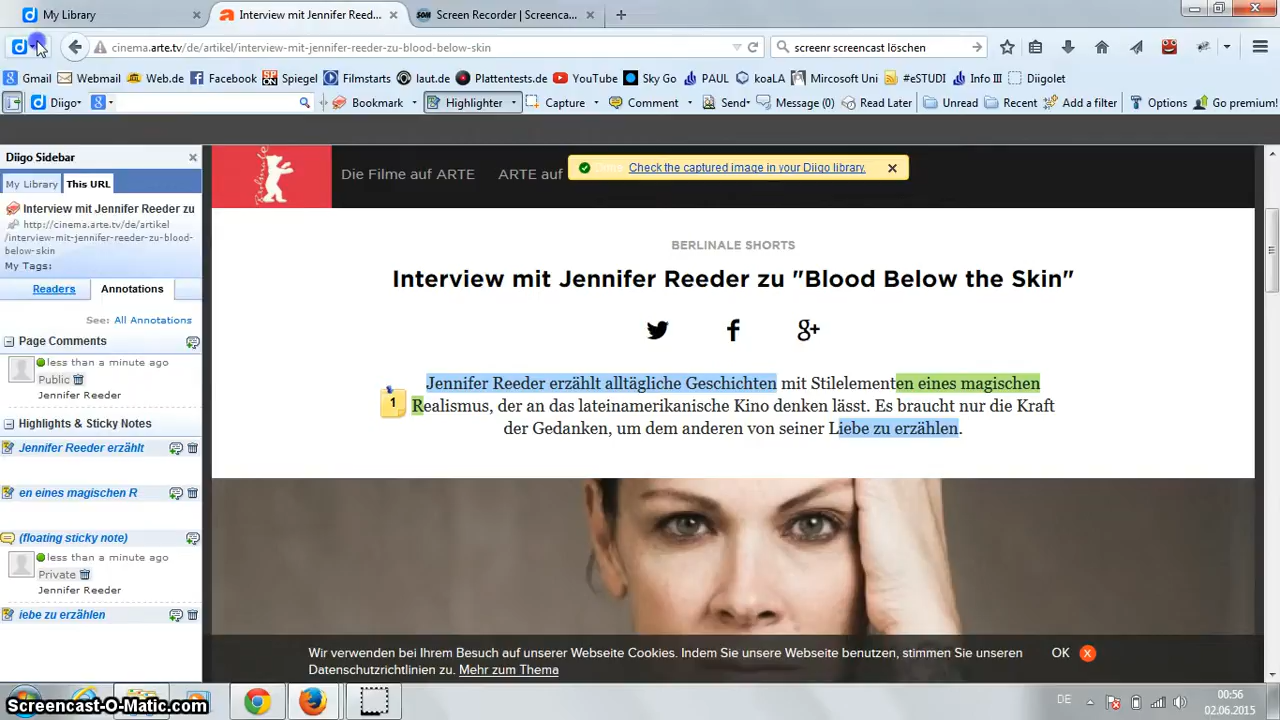 My Library
Interview mit Jennifer Reed...
Screen Recorder | Screenca...
cinema.arte.tv/de/artikel/interview-mit-jennifer-reeder-zu-blood-below-skin
screenr screencast löschen
Gmail Webmail Web.de Facebook Spiegel Filmstarts laut.de Plattentests.de YouTube Sky Go PAUL koaLA Mircosoft Uni #eSTUDI Info III Diigolet
Diigo Bookmark Highlighter Capture Comment Send Message (0) Read Later Unread Recent Add a filter Options Go premium!
Diigo Sidebar
My Library This URL
Interview mit Jennifer Reeder zu
http://cinema.arte.tv/de/artikel
/interview-mit-jennifer-reeder-zu-blood-
below-skin
My Tags:
Readers Annotations
See: All Annotations
Page Comments
less than a minute ago
Public
Jennifer Reeder
Highlights & Sticky Notes
Jennifer Reeder erzählt
en eines magischen R
(floating sticky note)
less than a minute ago
Private
Jennifer Reeder
iebe zu erzählen
Die Filme auf ARTE ARTE auf
Check the captured image in your Diigo library.
BERLINALE SHORTS
Interview mit Jennifer Reeder zu "Blood Below the Skin"
1
Jennifer Reeder erzählt alltägliche Geschichten mit Stilelementen eines magischen
Realismus, der an das lateinamerikanische Kino denken lässt. Es braucht nur die Kraft
der Gedanken, um dem anderen von seiner Liebe zu erzählen.
Wir verwenden bei Ihrem Besuch auf unserer Webseite Cookies. Indem Sie unsere Webseite benutzen, stimmen Sie unseren
Datenschutzrichtlinien zu. Mehr zum Thema
OK X
Screencast-O-Matic.com
DE
00:56
02.06.2015